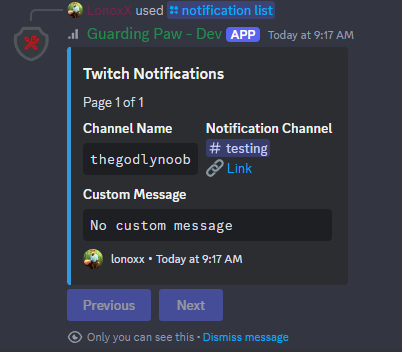 LonoxX used notification list
Guarding Paw - Dev APP Today at 9:17 AM
Twitch Notifications
Page 1 of 1
Channel Name Notification Channel
thegodlynoob # testing
Link
Custom Message
No custom message
lonoxx • Today at 9:17 AM
Previous Next
Only you can see this • Dismiss message